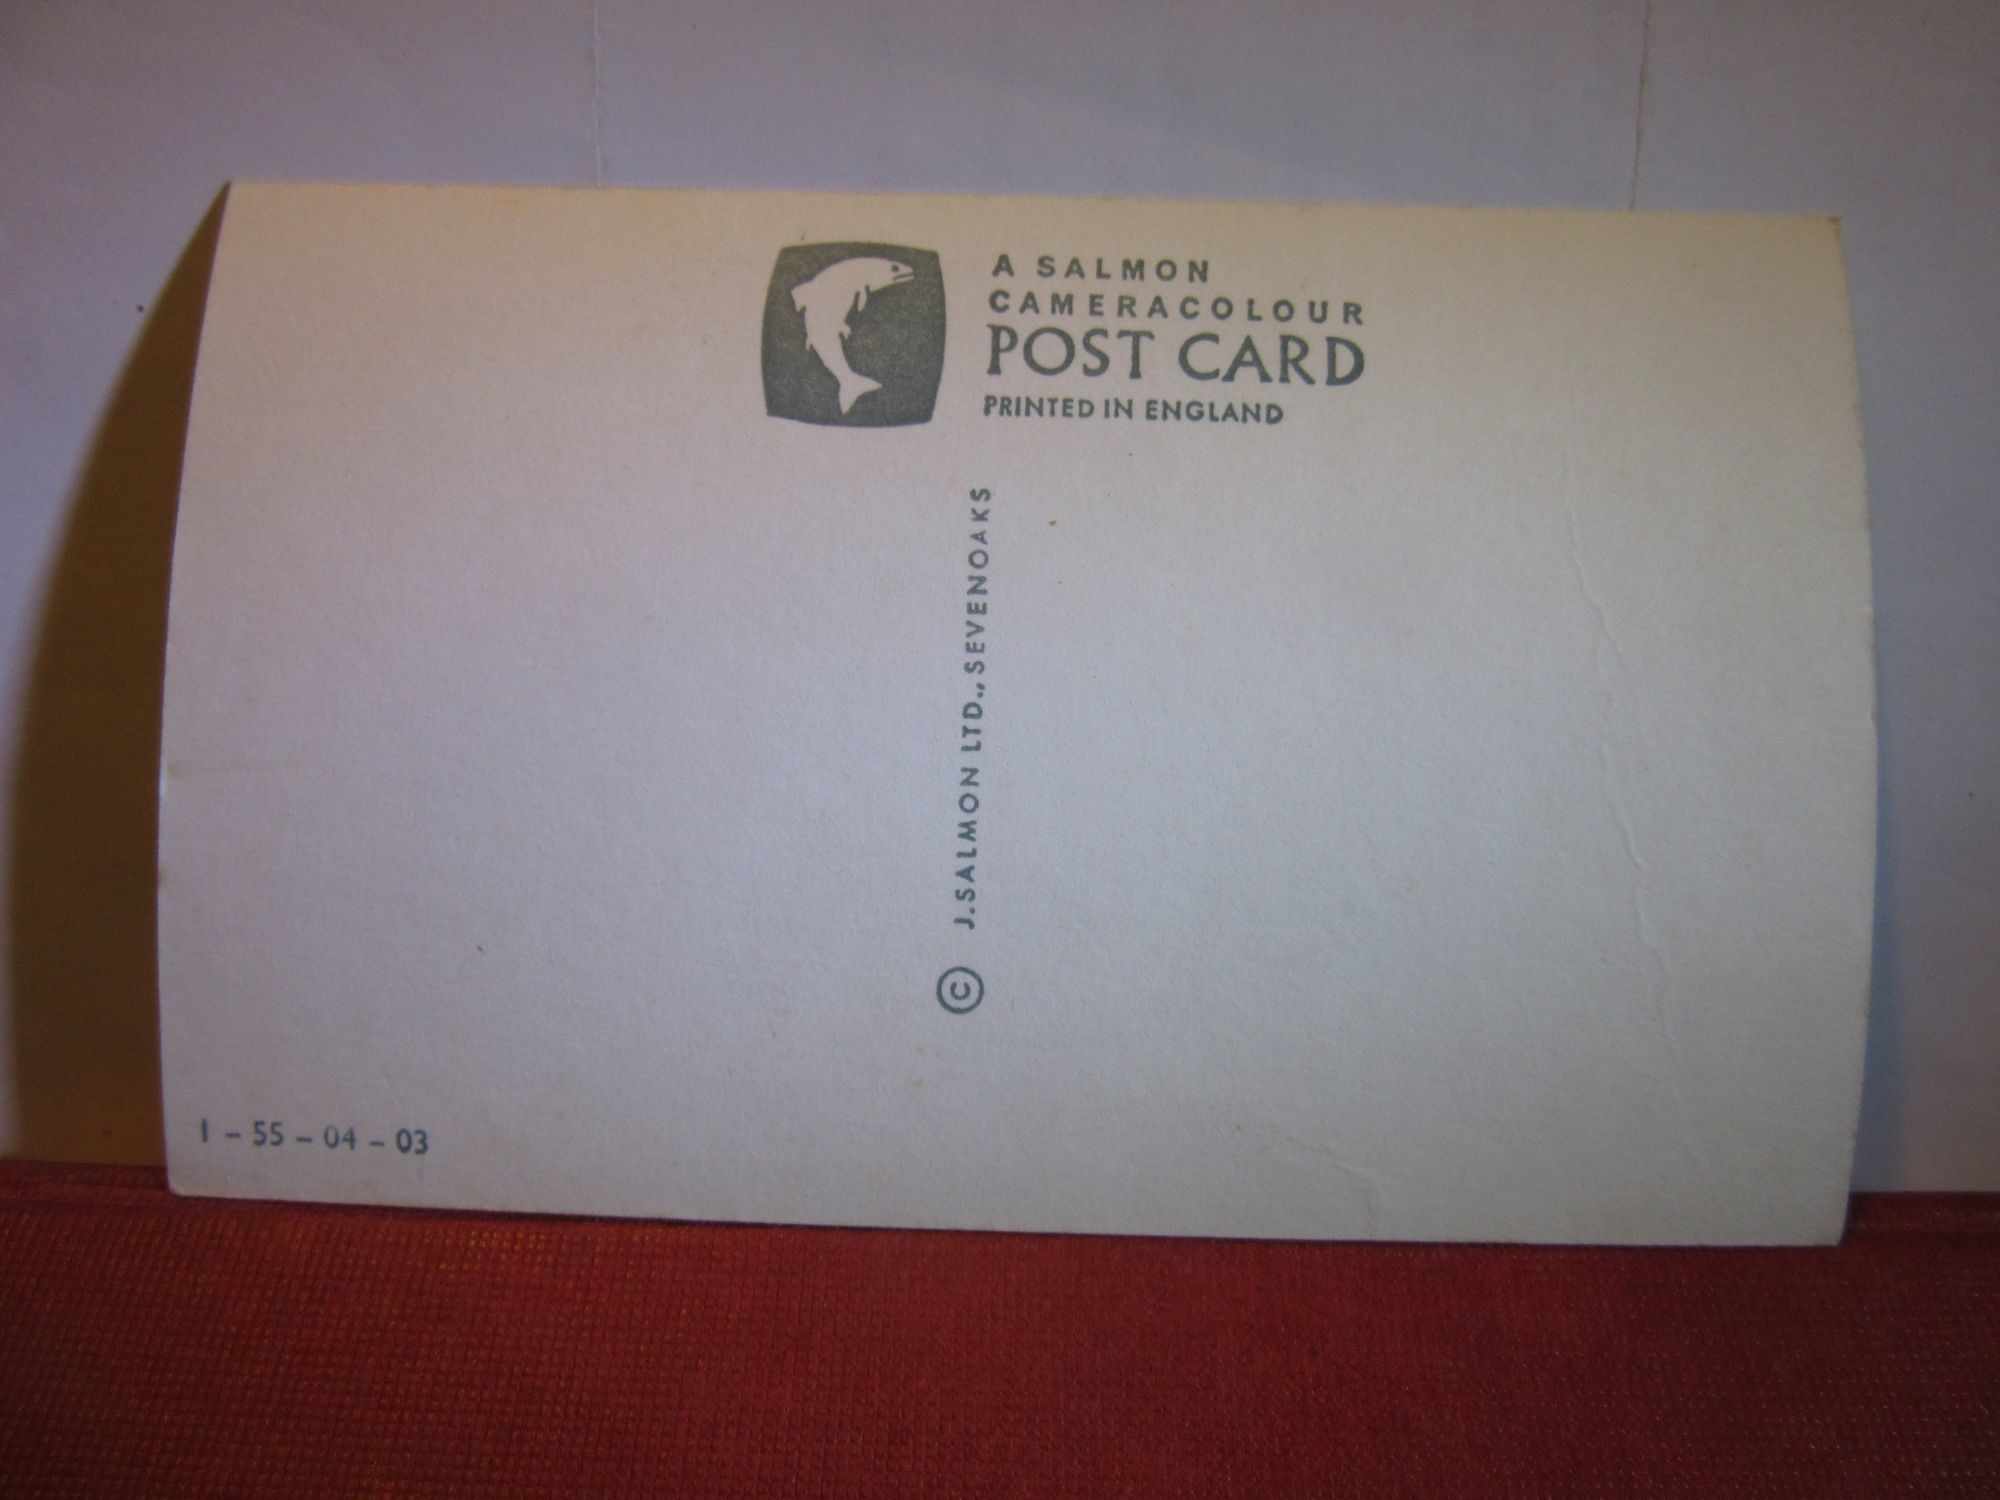 A SALMON
CAMERACOLOUR
POST CARD
PRINTED IN ENGLAND
© J. SALMON LTD., SEVENOAKS
1 - 55 - 04 - 03